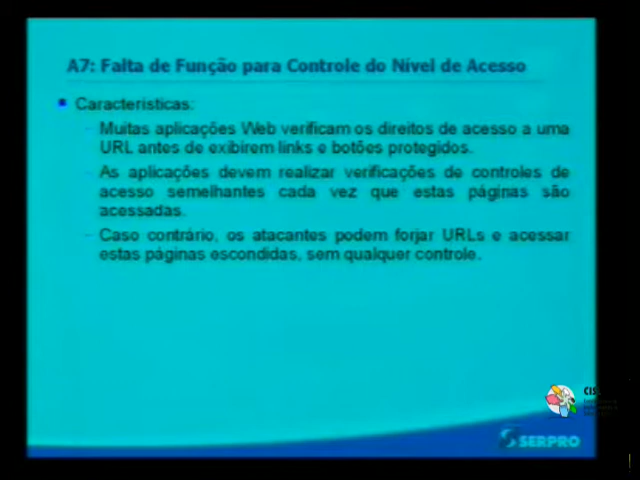 A7: Falta de Função para Controle do Nível de Acesso
Características:
Muitas aplicações Web verificam os direitos de acesso a uma
URL antes de exibirem links e botões protegidos.
As aplicações devem realizar verificações de controles de
acesso semelhantes cada vez que estas páginas são
acessadas.
Caso contrário, os atacantes podem forjar URLs e acessar
estas páginas escondidas, sem qualquer controle.
SERPRO